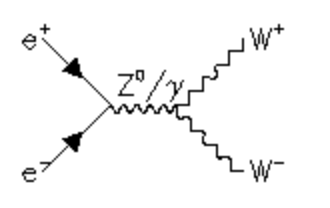 e⁺ W⁺
Z⁰/γ
e⁻ W⁻